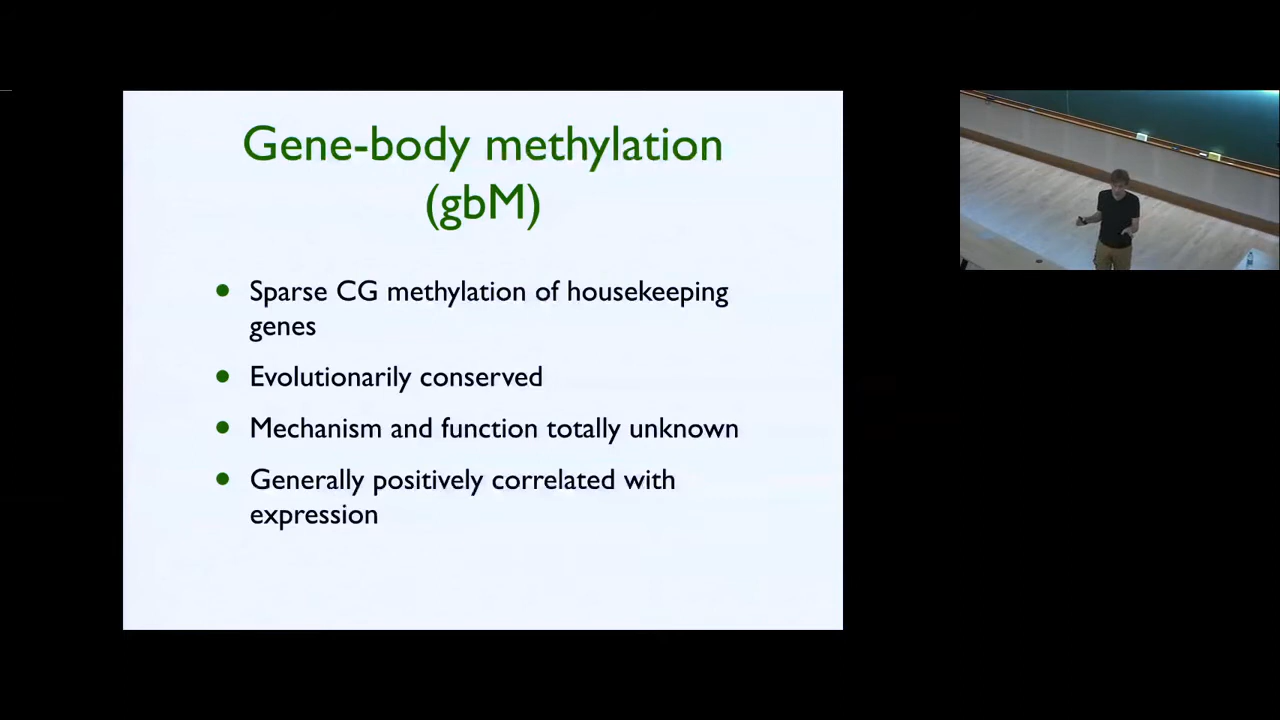 Gene-body methylation
(gbM)
• Sparse CG methylation of housekeeping
genes
• Evolutionarily conserved
• Mechanism and function totally unknown
• Generally positively correlated with
expression